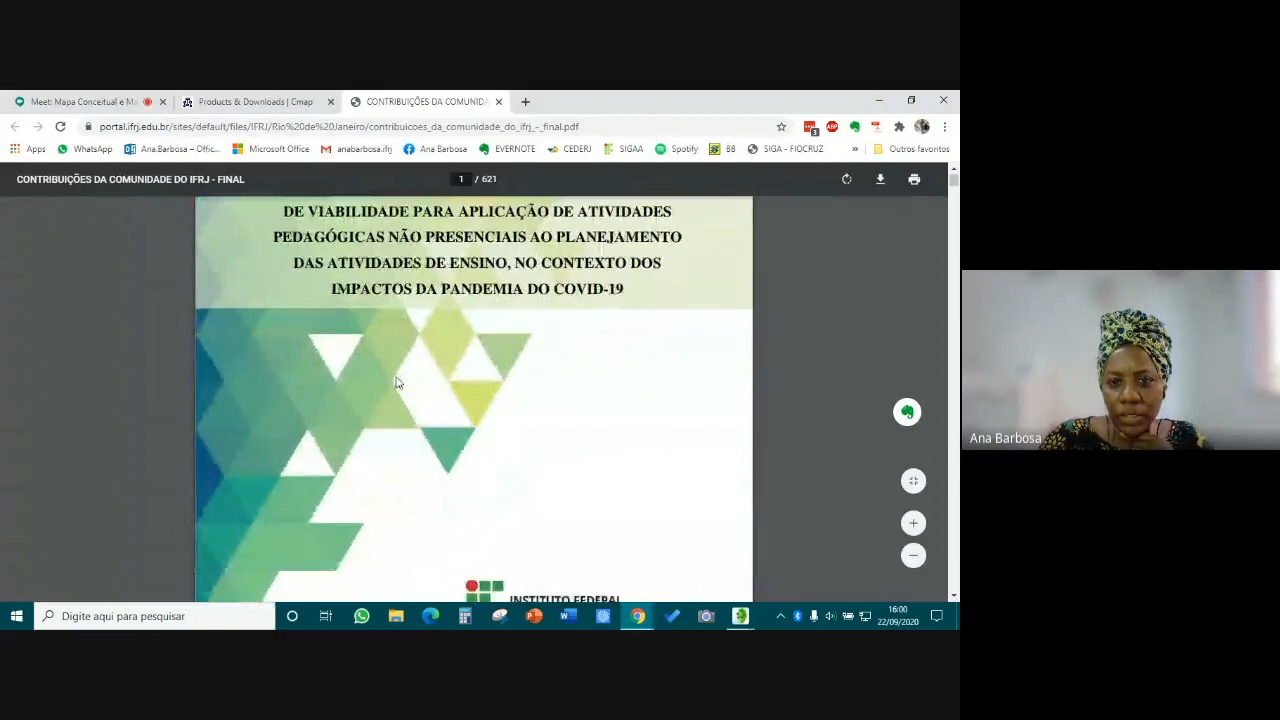 Meet: Mapa Conceitual e Ma
Products & Downloads | Cmap
CONTRIBUIÇÕES DA COMUNIDA
portal.ifrj.edu.br/sites/default/files/IFRJ/Rio%20de%20Janeiro/contribuicoes_da_comunidade_do_ifrj_-_final.pdf
3
ABP
Apps
WhatsApp
Ana.Barbosa – Offic...
Microsoft Office
anabarbosa.ifrj
Ana Barbosa
EVERNOTE
CEDERJ
SIGAA
Spotify
BB
SIGA - FIOCRUZ
»
Outros favoritos
CONTRIBUIÇÕES DA COMUNIDADE DO IFRJ - FINAL
1 / 621
DE VIABILIDADE PARA APLICAÇÃO DE ATIVIDADES
PEDAGÓGICAS NÃO PRESENCIAIS AO PLANEJAMENTO
DAS ATIVIDADES DE ENSINO, NO CONTEXTO DOS
IMPACTOS DA PANDEMIA DO COVID-19
INSTITUTO FEDERAL
Ana Barbosa
Digite aqui para pesquisar
16:00
22/09/2020